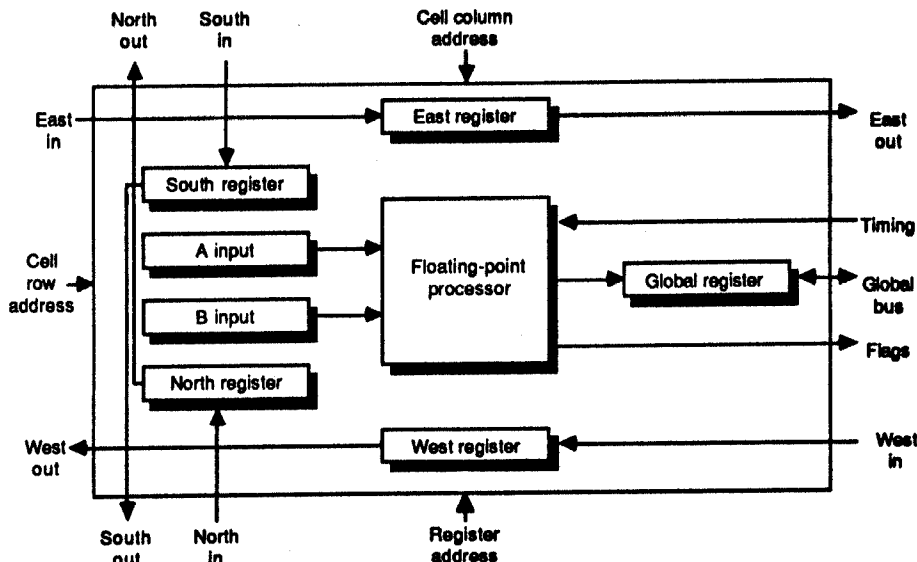 North
out
South
in
Cell column
address
East
in
East register
East
out
South register
Timing
A input
Floating-point
processor
Cell
row
address
Global register
Global
bus
B input
Flags
North register
West
out
West register
West
in
South
out
North
in
Register
address